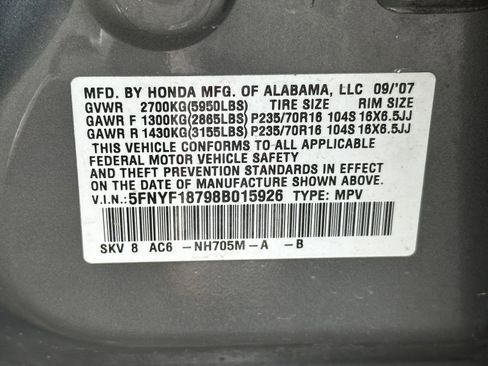 MFD. BY HONDA MFG. OF ALABAMA, LLC 09/'07
GVWR 2700KG(5950LBS) TIRE SIZE RIM SIZE
GAWR F 1300KG(2865LBS) P235/70R16 104S 16X6.5JJ
GAWR R 1430KG(3155LBS) P235/70R16 104S 16X6.5JJ
THIS VEHICLE CONFORMS TO ALL APPLICABLE
FEDERAL MOTOR VEHICLE SAFETY
AND THEFT PREVENTION STANDARDS IN EFFECT ON
THE DATE OF MANUFACTURE SHOWN ABOVE.
V.I.N.: 5FNYF18798B015926 TYPE: MPV
SKV 8 AC6 -NH705M-A -B